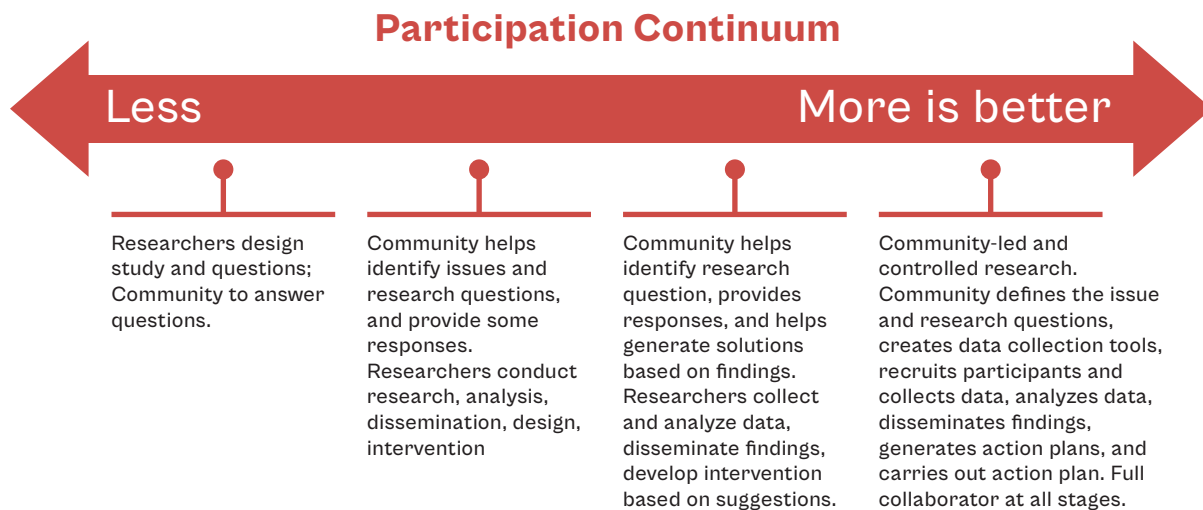 Participation Continuum
Less
More is better
Researchers design
study and questions;
Community to answer
questions.
Community helps
identify issues and
research questions,
and provide some
responses.
Researchers conduct
research, analysis,
dissemination, design,
intervention
Community helps
identify research
question, provides
responses, and helps
generate solutions
based on findings.
Researchers collect
and analyze data,
disseminate findings,
develop intervention
based on suggestions.
Community-led and
controlled research.
Community defines the issue
and research questions,
creates data collection tools,
recruits participants and
collects data, analyzes data,
disseminates findings,
generates action plans, and
carries out action plan. Full
collaborator at all stages.